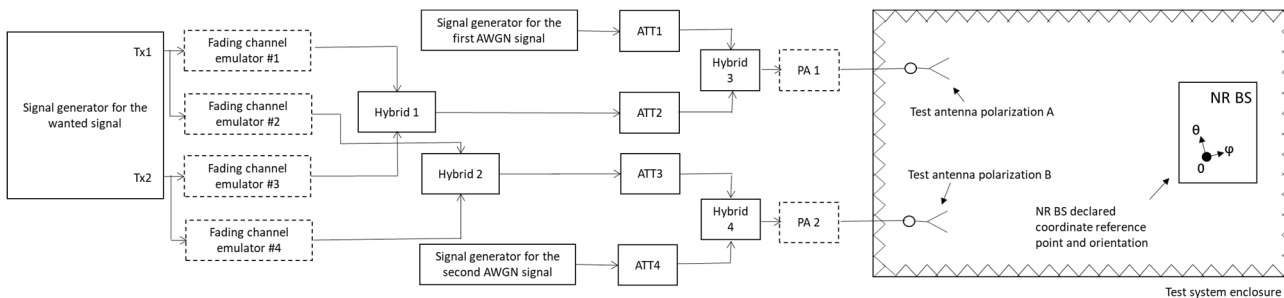 Signal generator for the
wanted signal
Tx1
Tx2
Fading channel
emulator #1
Fading channel
emulator #2
Fading channel
emulator #3
Fading channel
emulator #4
Hybrid 1
Hybrid 2
Signal generator for the
first AWGN signal
Signal generator for the
second AWGN signal
ATT1
ATT2
ATT3
ATT4
Hybrid
3
Hybrid
4
PA 1
PA 2
Test antenna polarization A
Test antenna polarization B
NR BS
θ
φ
0
NR BS declared
coordinate reference
point and orientation
Test system enclosure